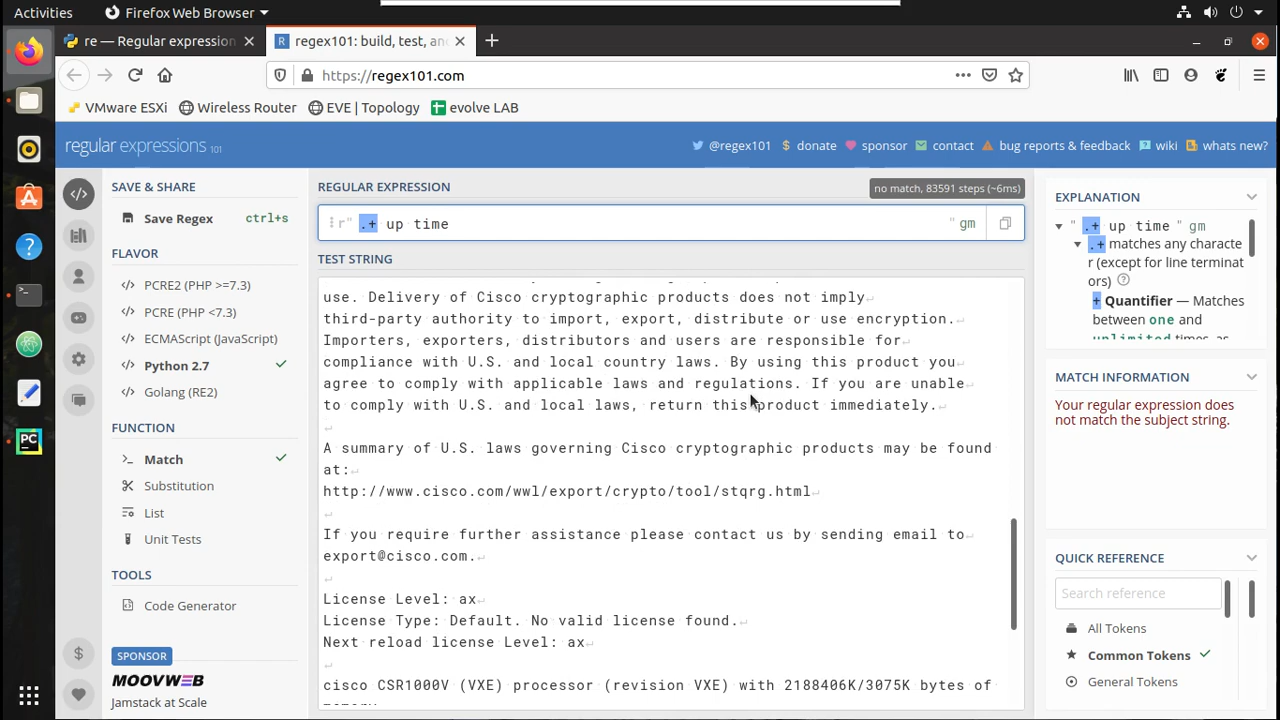 Activities
Firefox Web Browser
re — Regular expression
regex101: build, test, an
https://regex101.com
VMware ESXi
Wireless Router
EVE | Topology
evolve LAB
regular expressions 101
@regex101
donate
sponsor
contact
bug reports & feedback
wiki
whats new?
SAVE & SHARE
Save Regex
ctrl+s
FLAVOR
PCRE2 (PHP >=7.3)
PCRE (PHP <7.3)
ECMAScript (JavaScript)
Python 2.7
Golang (RE2)
FUNCTION
Match
Substitution
List
Unit Tests
TOOLS
Code Generator
SPONSOR
MOOVWEB
Jamstack at Scale
REGULAR EXPRESSION
no match, 83591 steps (~6ms)
r" .+ up time " gm
TEST STRING
use. Delivery of Cisco cryptographic products does not imply
third-party authority to import, export, distribute or use encryption.
Importers, exporters, distributors and users are responsible for
compliance with U.S. and local country laws. By using this product you
agree to comply with applicable laws and regulations. If you are unable
to comply with U.S. and local laws, return this product immediately.
A summary of U.S. laws governing Cisco cryptographic products may be found
at:
http://www.cisco.com/wwl/export/crypto/tool/stqrg.html
If you require further assistance please contact us by sending email to
export@cisco.com.
License Level: ax
License Type: Default. No valid license found.
Next reload license Level: ax
cisco CSR1000V (VXE) processor (revision VXE) with 2188406K/3075K bytes of
EXPLANATION
" .+ up time " gm
.+ matches any characte
r (except for line terminat
ors)
+ Quantifier — Matches
between one and
unlimited times, as
MATCH INFORMATION
Your regular expression does
not match the subject string.
QUICK REFERENCE
Search reference
All Tokens
Common Tokens
General Tokens